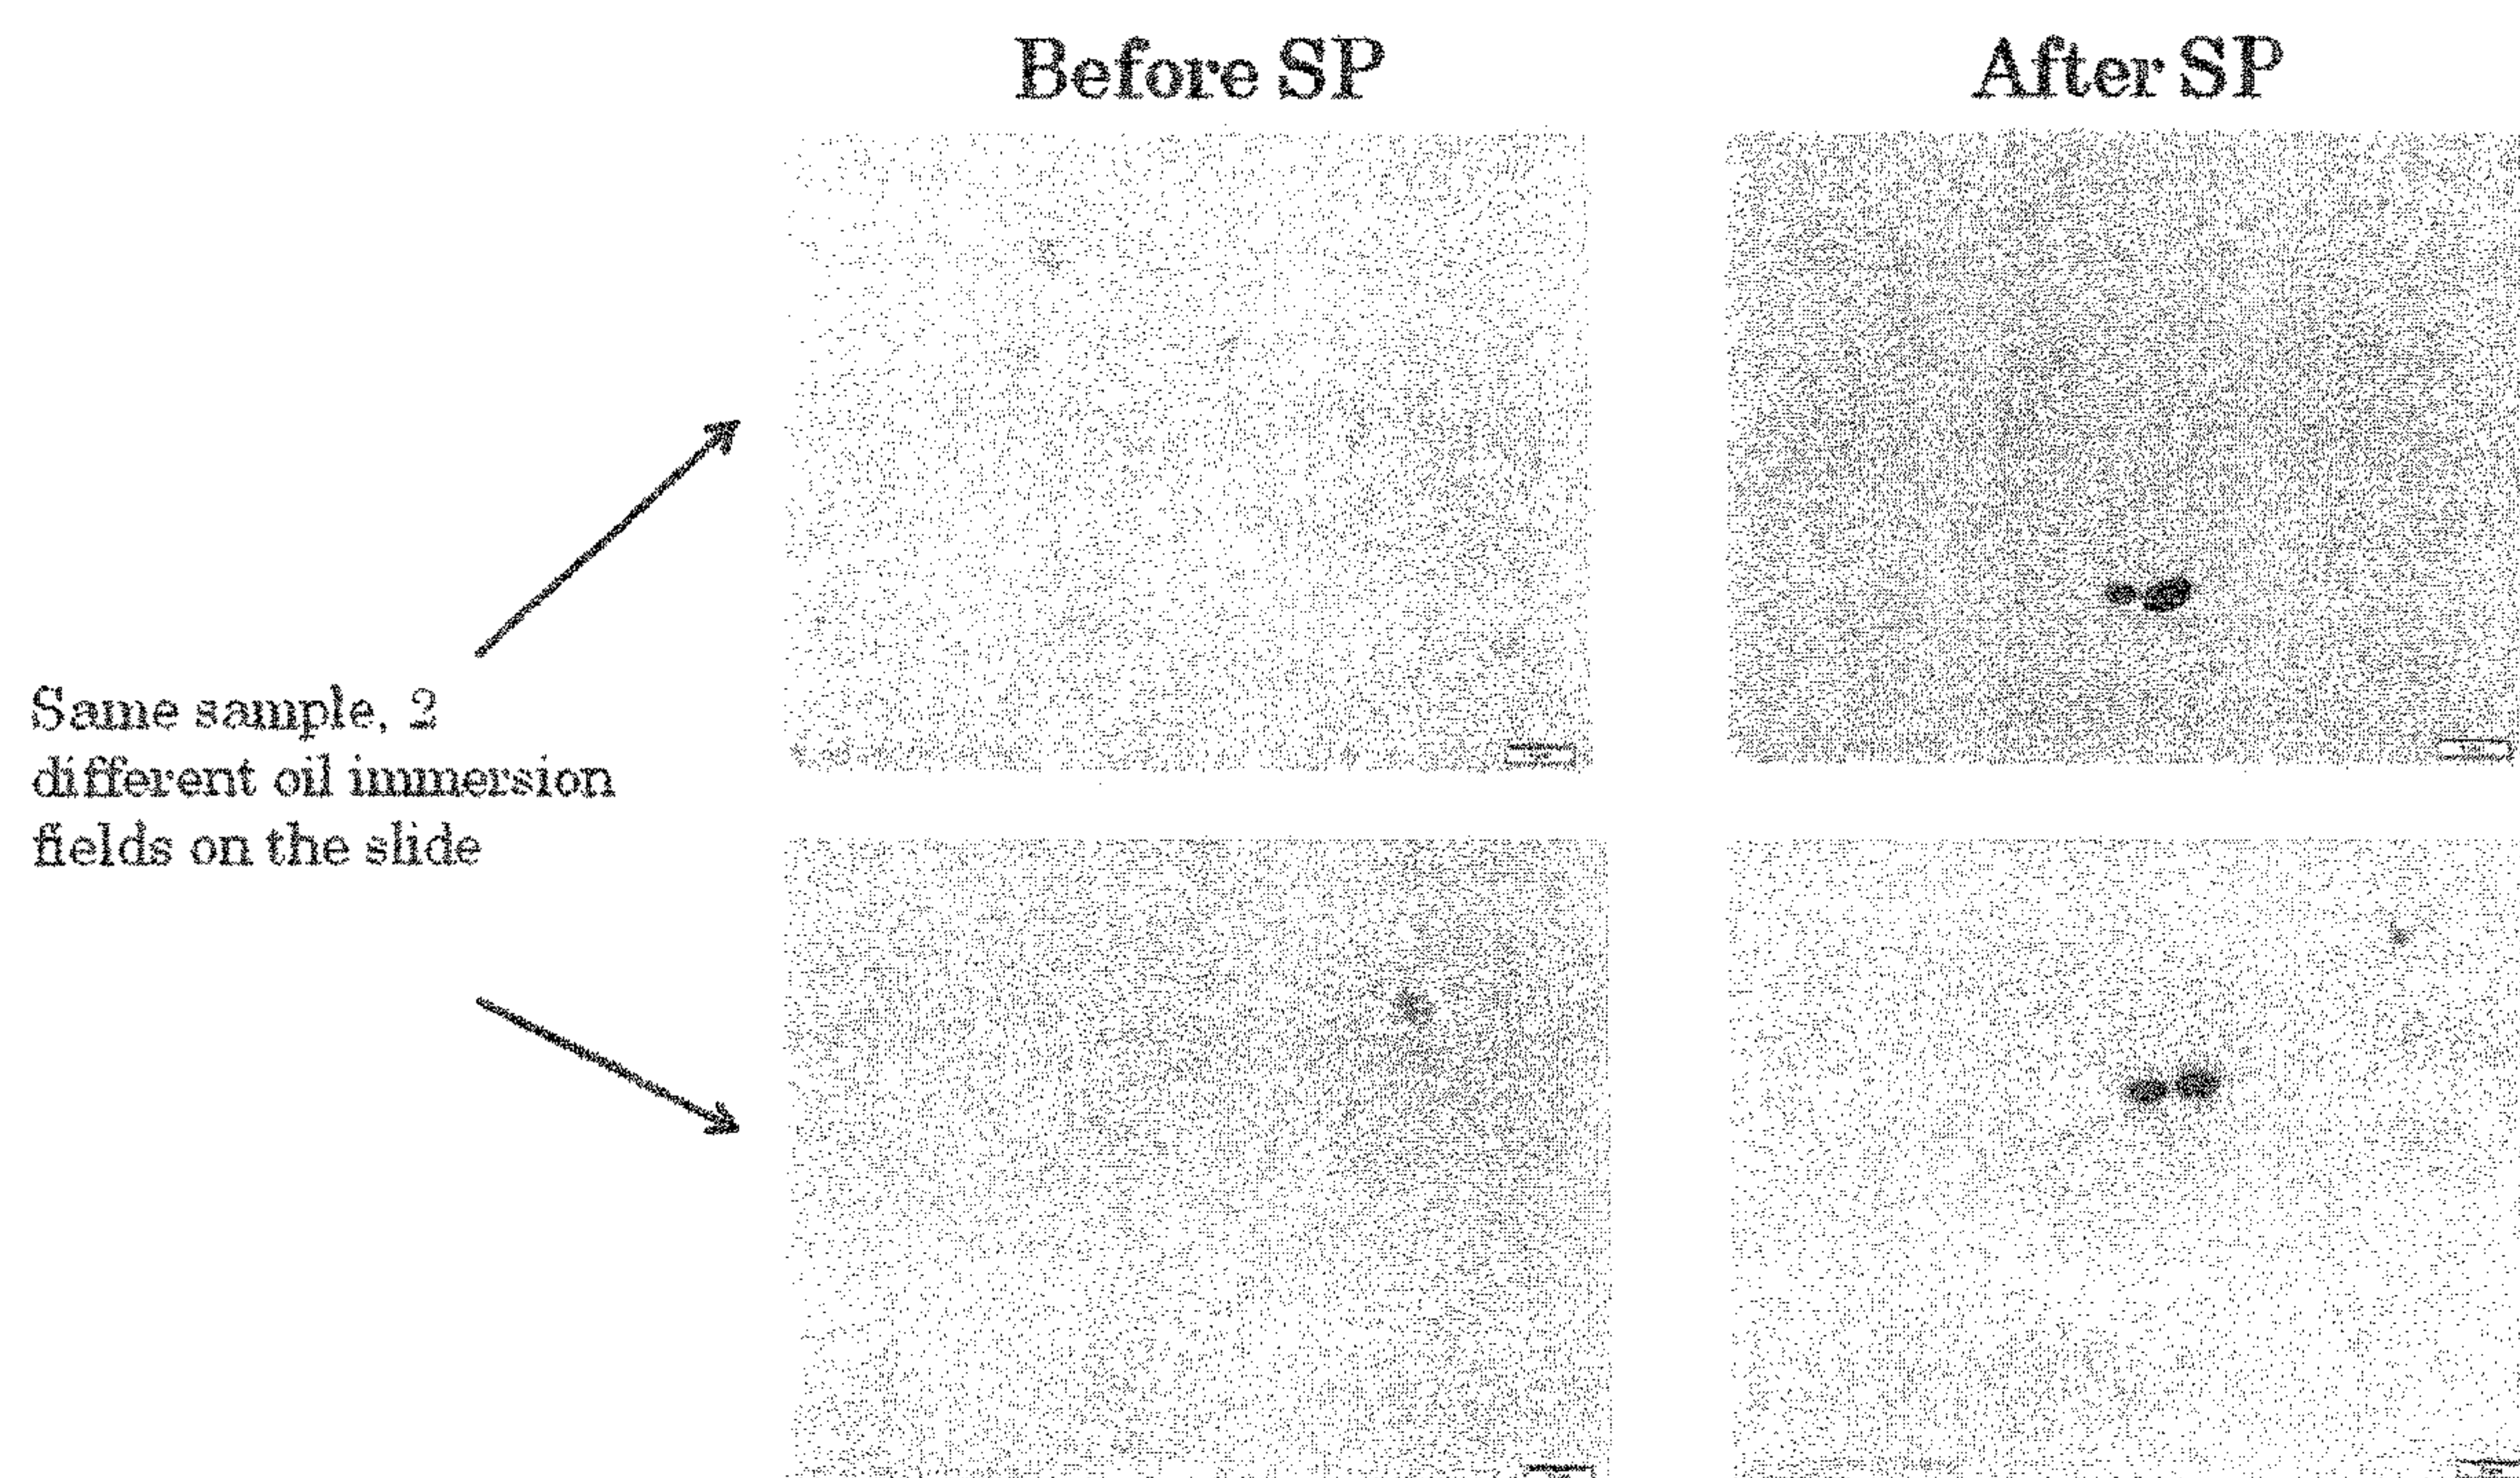 Before SP
After SP
Same sample, 2
different oil immersion
fields on the slide